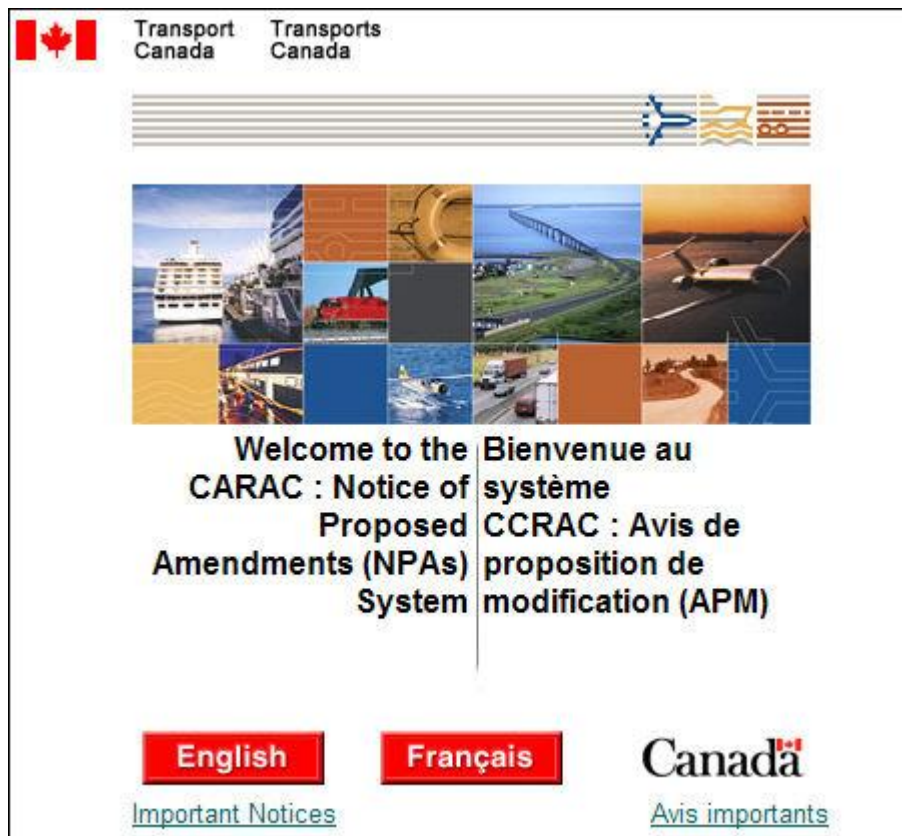 Transport
Canada
Transports
Canada
Welcome to the
CARAC : Notice of
Proposed
Amendments (NPAs)
System
Bienvenue au
système
CCRAC : Avis de
proposition de
modification (APM)
English
Français
Canada
Important Notices
Avis importants